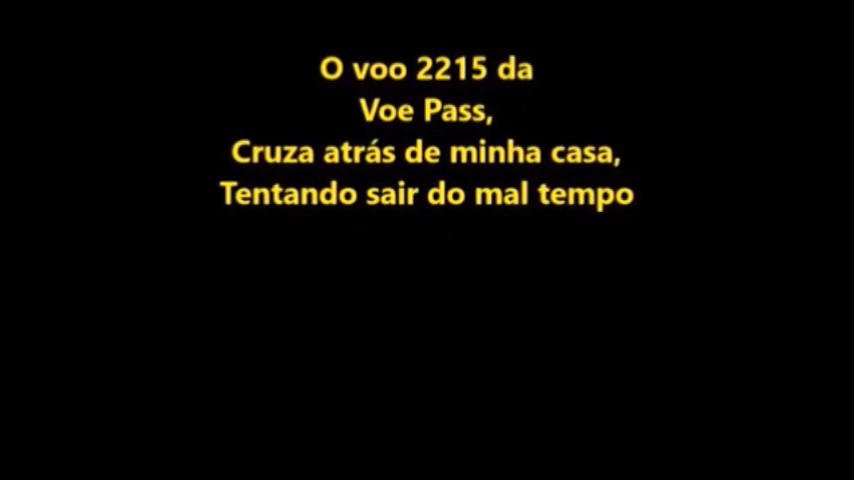 O voo 2215 da
Voe Pass,
Cruza atrás de minha casa,
Tentando sair do mal tempo